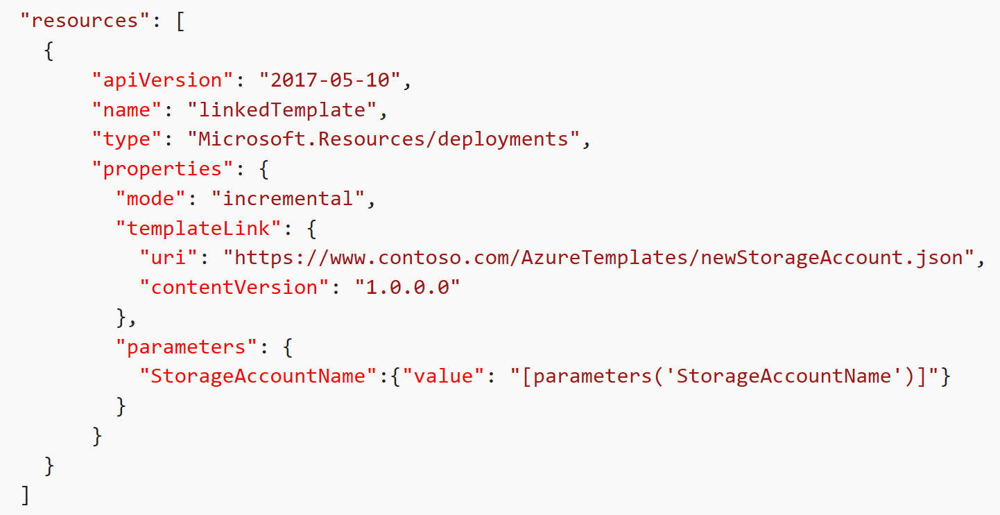 "resources": [
  {
      "apiVersion": "2017-05-10",
      "name": "linkedTemplate",
      "type": "Microsoft.Resources/deployments",
      "properties": {
        "mode": "incremental",
        "templateLink": {
          "uri": "https://www.contoso.com/AzureTemplates/newStorageAccount.json",
          "contentVersion": "1.0.0.0"
        },
        "parameters": {
          "StorageAccountName":{"value": "[parameters('StorageAccountName')]"}
        }
      }
  }
]